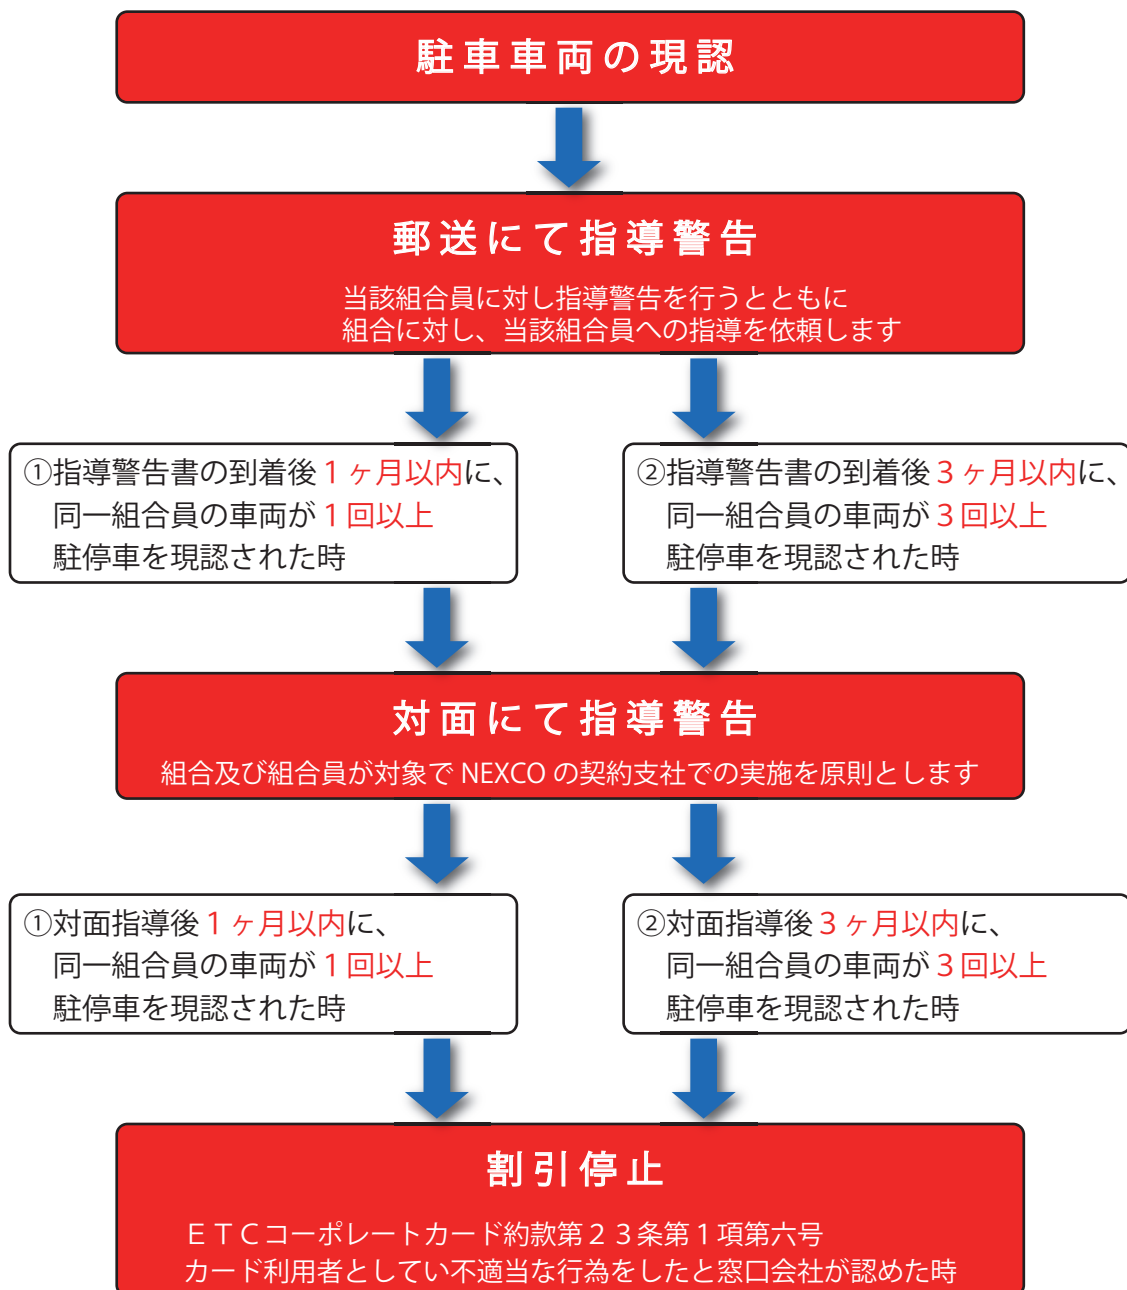 駐車車両の現認
郵送にて指導警告
当該組合員に対し指導警告を行うとともに
組合に対し、当該組合員への指導を依頼します
①指導警告書の到着後１ヶ月以内に、
同一組合員の車両が１回以上
駐停車を現認された時
②指導警告書の到着後３ヶ月以内に、
同一組合員の車両が３回以上
駐停車を現認された時
対面にて指導警告
組合及び組合員が対象で NEXCO の契約支社での実施を原則とします
①対面指導後１ヶ月以内に、
同一組合員の車両が１回以上
駐停車を現認された時
②対面指導後３ヶ月以内に、
同一組合員の車両が３回以上
駐停車を現認された時
割引停止
ＥＴＣコーポレートカード約款第２３条第１項第六号
カード利用者としてい不適当な行為をしたと窓口会社が認めた時